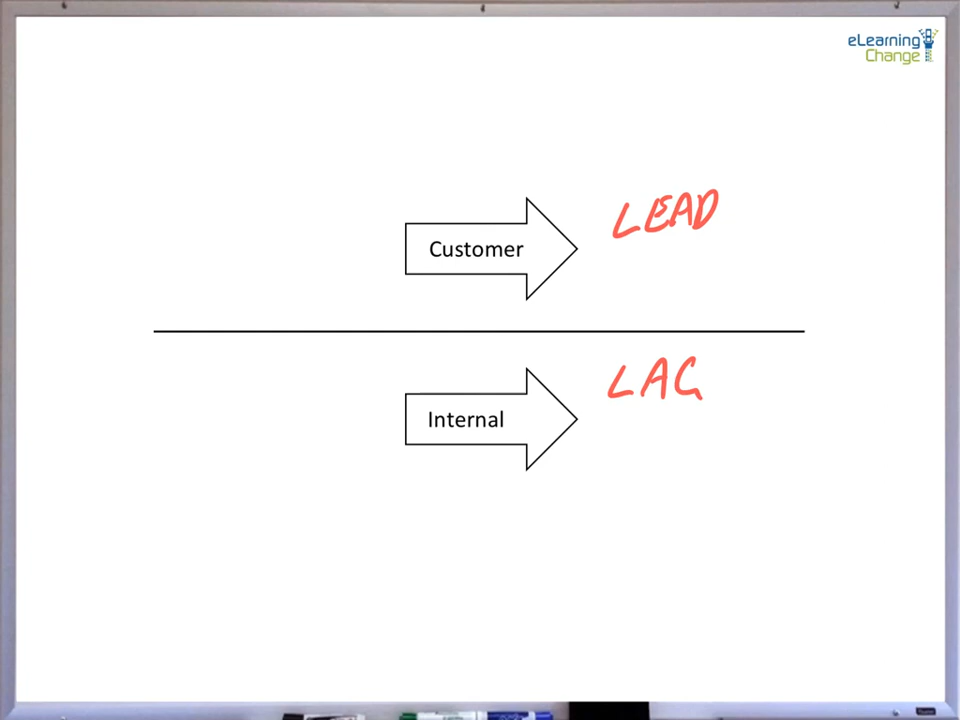 eLearning
Change
LEAD
Customer
LAG
Internal